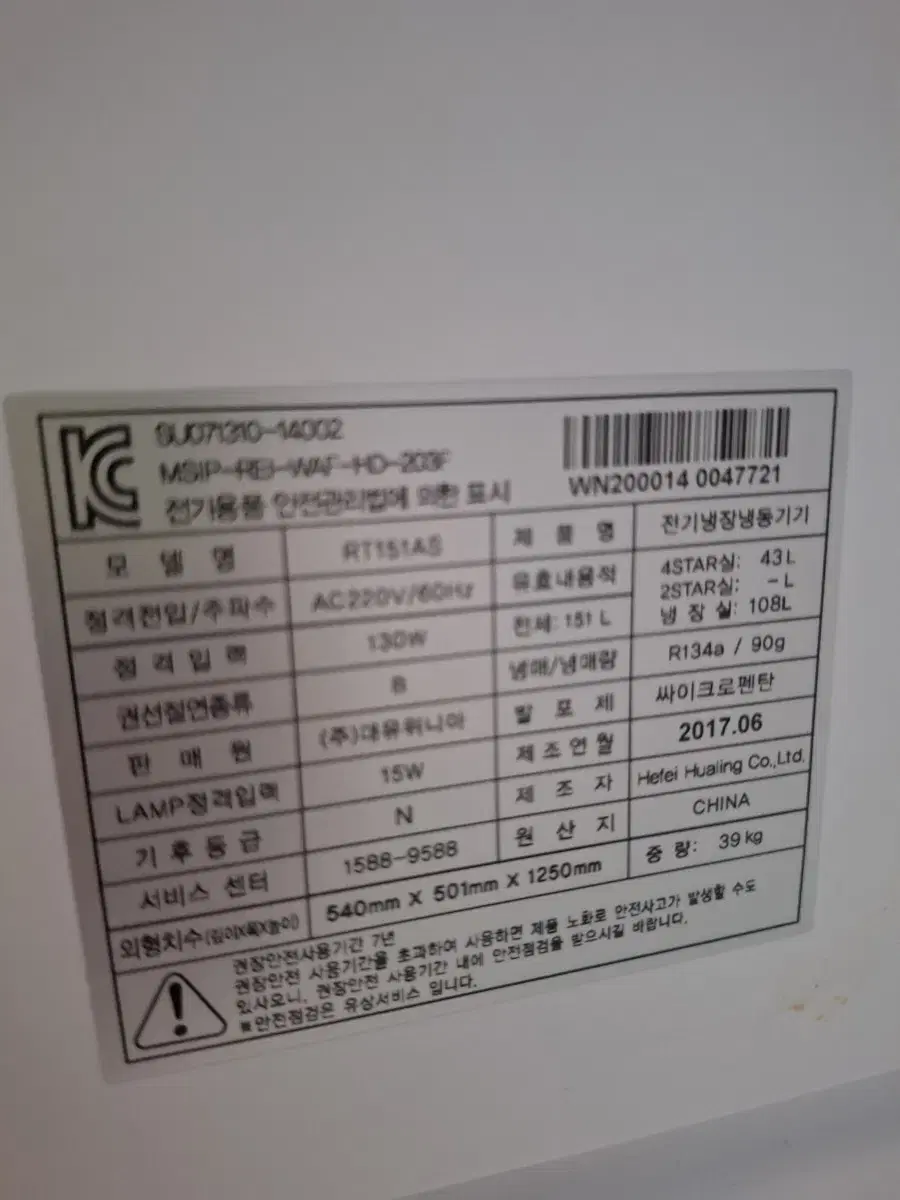 SU071310-14002
MSIP-REI-WAF-HD-203F
전기용품 안전관리법에 의한 표시
WN200014 0047721
모 델 명 RT151AS 제 품 명 전기냉장냉동기기
정격전압/주파수 AC220V/60Hz 유효내용적 4STAR실: 43L
2STAR실: - L
냉 장 실: 108L
정 격 입 력 130W 전체: 151 L
권선절연종류 B 냉매/냉매량 R134a / 90g
판 매 원 (주)대유위니아 발 포 제 싸이크로펜탄
LAMP정격입력 15W 제 조 연 월 2017.06
기 후 등 급 N 제 조 자 Hefei Hualing Co.,Ltd.
서비스 센터 1588-9588 원 산 지 CHINA
외형치수(깊이X폭X높이) 540mm X 501mm X 1250mm 중 량: 39kg
권장안전사용기간 7년
권장안전 사용기간을 초과하여 사용하면 제품 노화로 안전사고가 발생할 수도
있사오니, 권장안전 사용기간 내에 안전점검을 받으시길 바랍니다.
※안전점검은 유상서비스 입니다.